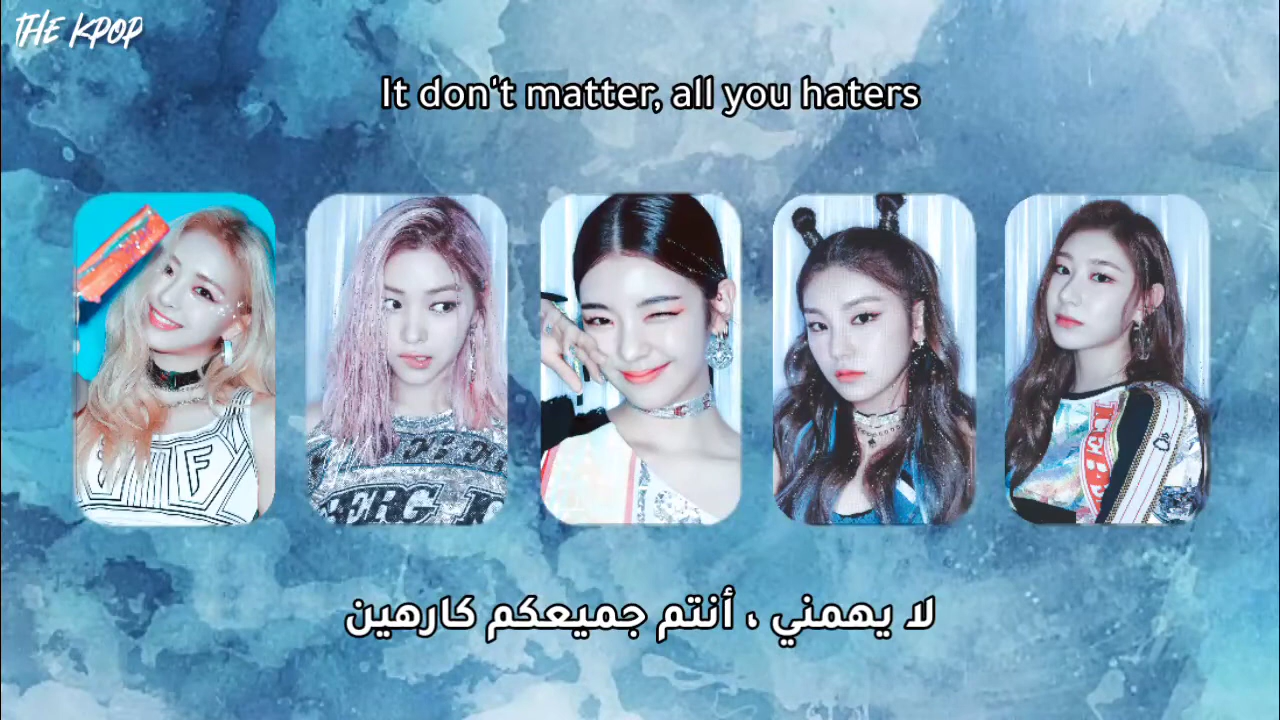 THE KPOP
It don't matter, all you haters
لا يهمني ، أنتم جميعكم كارهين